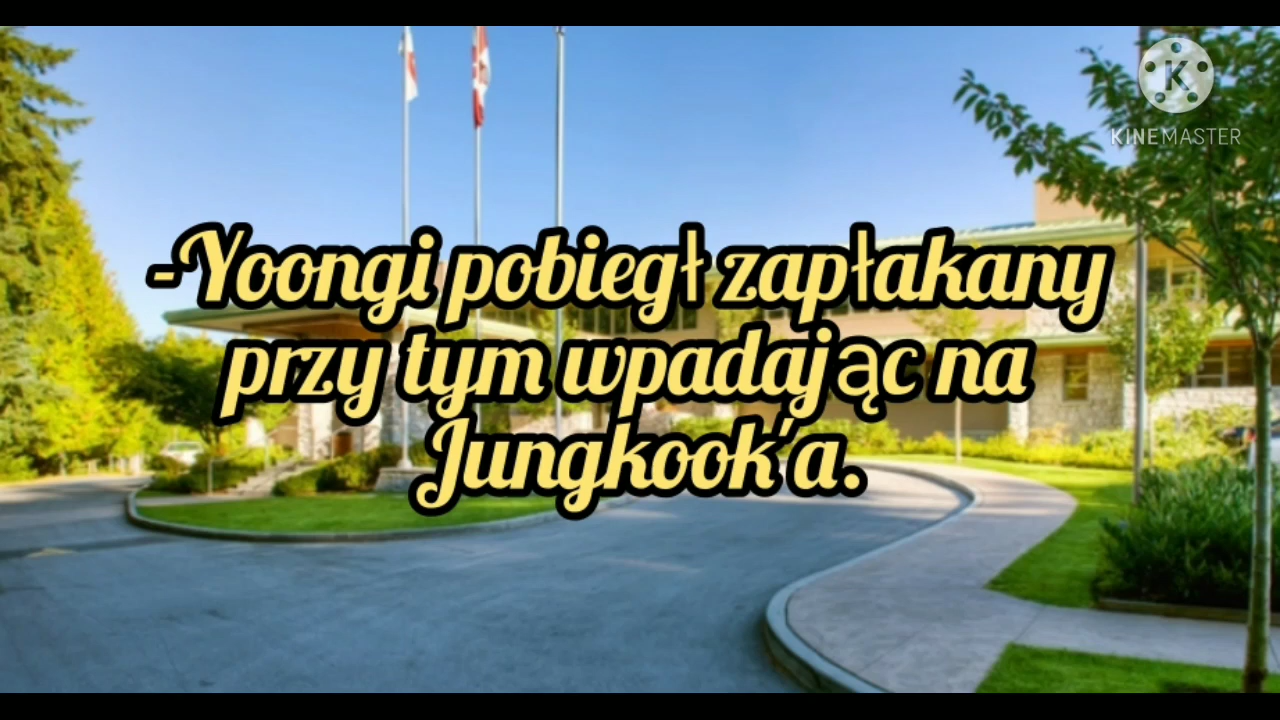 K
KINEMASTER
-Yoongi pobiegł zapłakany
przy tym wpadając na
Jungkook'a.